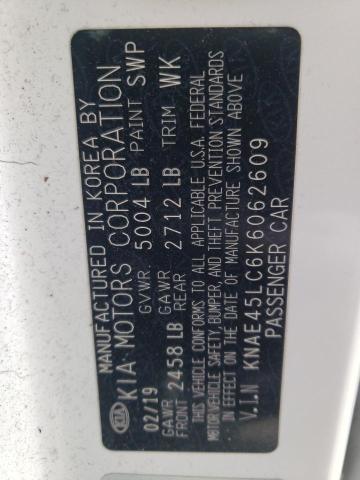 MANUFACTURED IN KOREA BY
KIA KIA MOTORS CORPORATION
02/19 GVWR 5004 LB PAINT SWP
GAWR FRONT 2458 LB GAWR REAR 2712 LB TRIM WK
THIS VEHICLE CONFORMS TO ALL APPLICABLE U.S.A. FEDERAL
MOTOR VEHICLE SAFETY, BUMPER, AND THEFT PREVENTION STANDARDS
IN EFFECT ON THE DATE OF MANUFACTURE SHOWN ABOVE
V.I.N KNAE45LC6K6062609
PASSENGER CAR